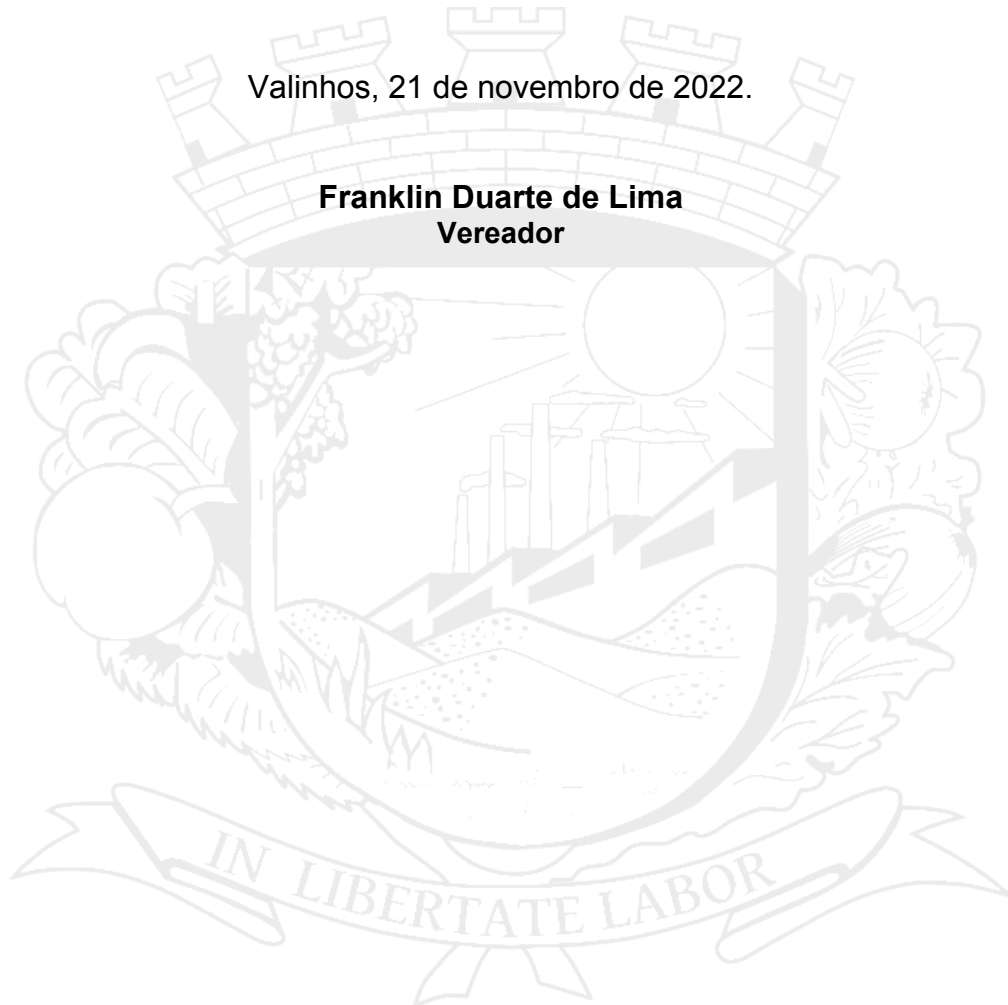 Valinhos, 21 de novembro de 2022.
Franklin Duarte de Lima
Vereador
IN LIBERTATE LABOR